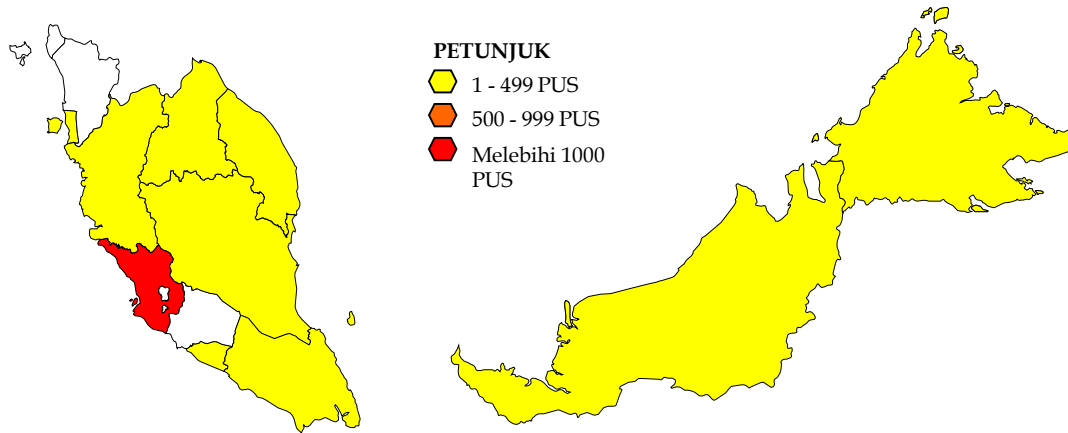 PETUNJUK
1 - 499 PUS
500 - 999 PUS
Melebihi 1000
PUS